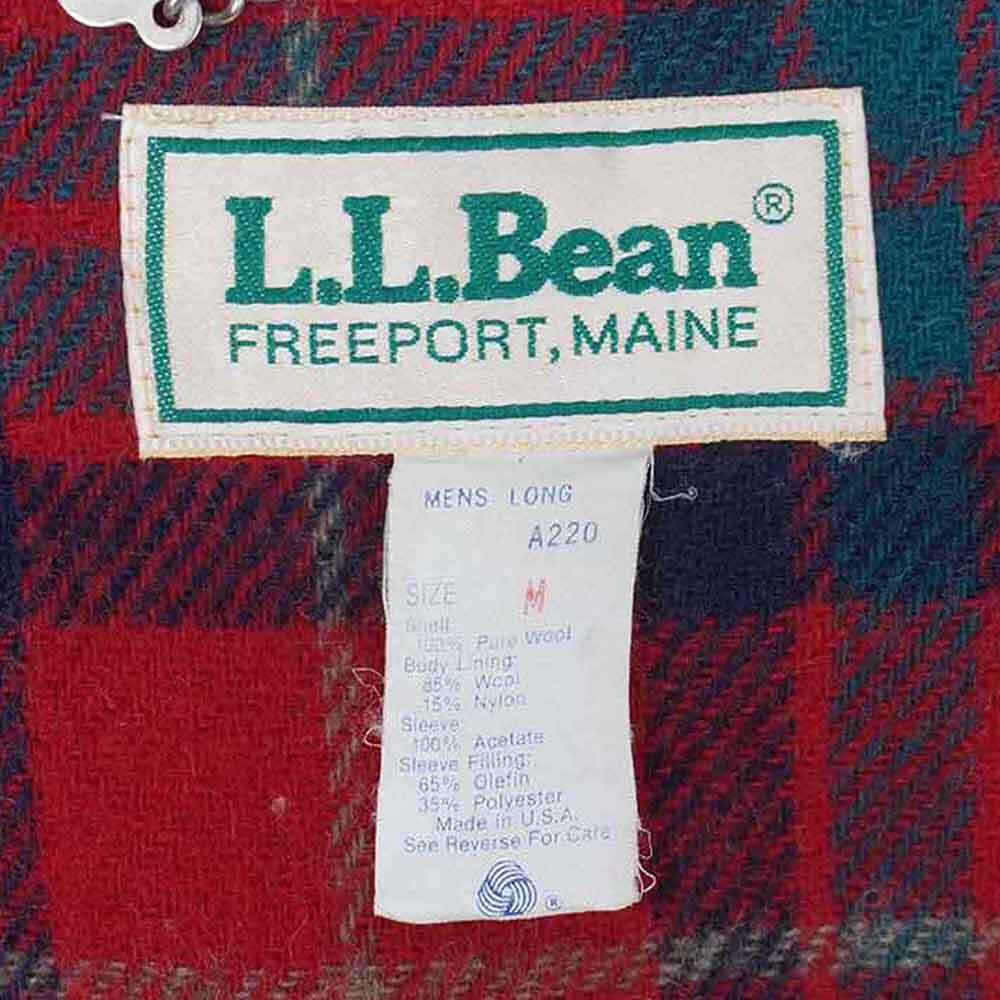 L.L.Bean®
FREEPORT, MAINE
MENS LONG
A220
SIZE M
Shell
100% Pure Wool
Body Lining:
85% Wool
15% Nylon
Sleeve:
100% Acetate
Sleeve Filling:
65% Olefin
35% Polyester
Made in U.S.A.
See Reverse For Care
®